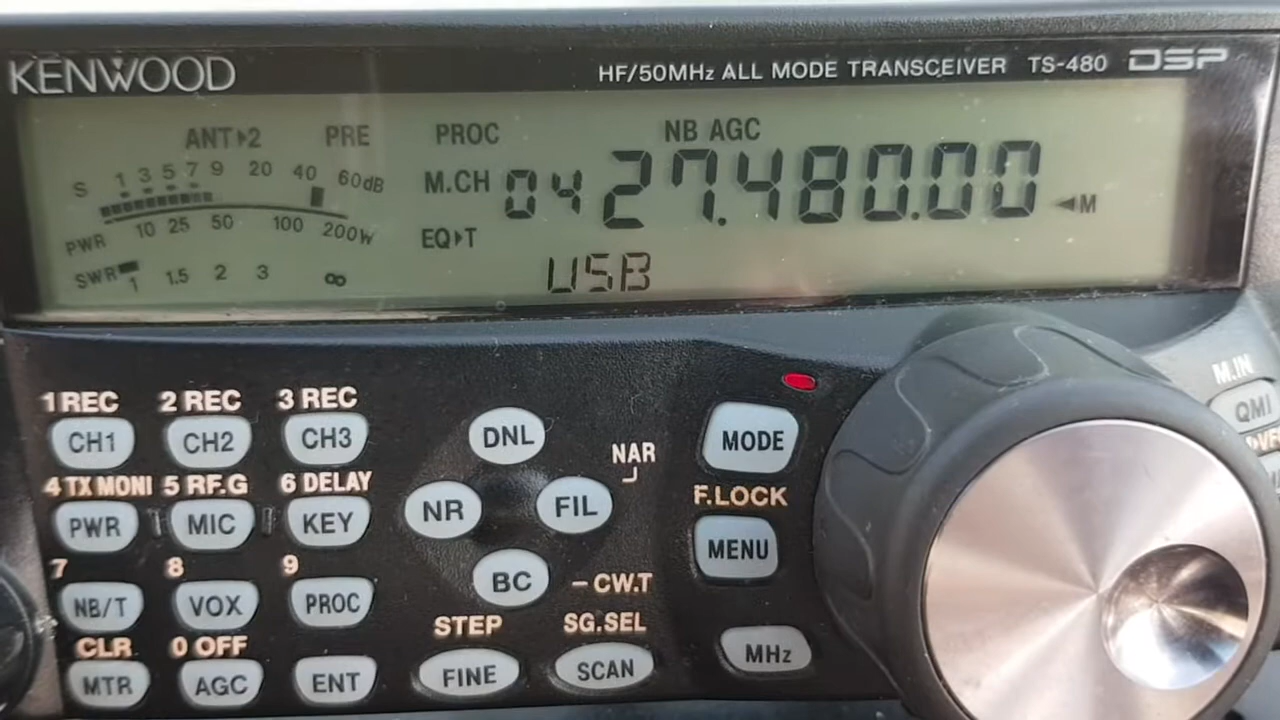 KENWOOD
HF/50MHz ALL MODE TRANSCEIVER TS-480 DSP
ANT▸2 PRE PROC NB AGC
S 1 3 5 7 9 20 40 60dB
M.CH 04 27.480.00 ◄M
PWR 10 25 50 100 200W
EQ▸T
SWR 1 1.5 2 3 ∞
USB
1 REC 2 REC 3 REC
CH1 CH2 CH3
DNL
MODE
M.IN
QMI
NAR
4 TX MONI 5 RF.G 6 DELAY
PWR MIC KEY
NR FIL
F.LOCK
MENU
7 8 9
NB/T VOX PROC
BC
– CW.T
CLR 0 OFF
STEP SG.SEL
MTR AGC ENT
FINE SCAN
MHz